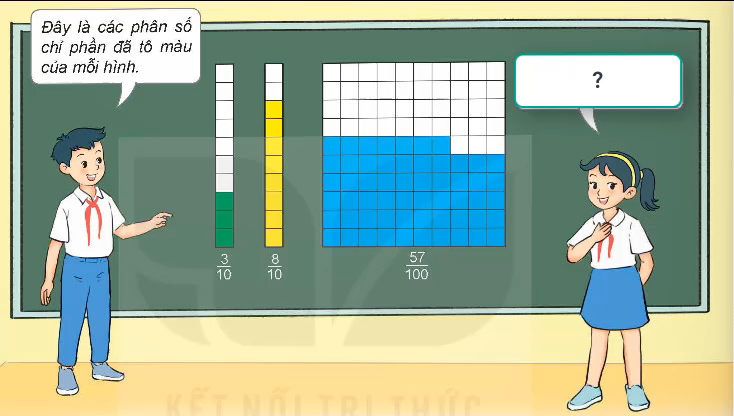 Đây là các phân số
chỉ phần đã tô màu
của mỗi hình.
?
3
10
8
10
57
100
KẾT NỐI TRI THỨC